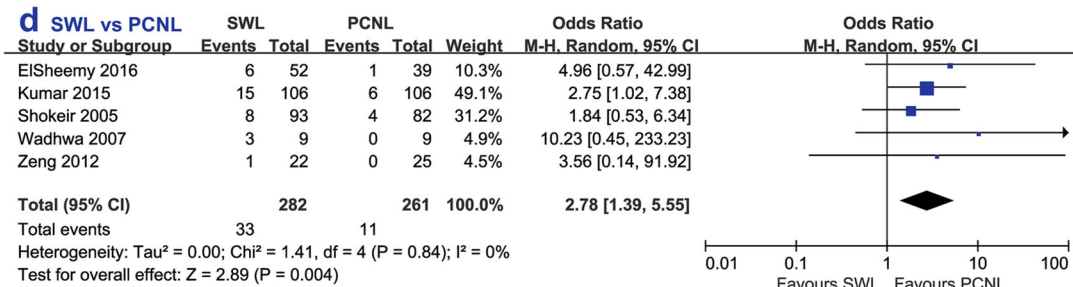 d SWL vs PCNL SWL PCNL Odds Ratio Odds Ratio
Study or Subgroup Events Total Events Total Weight M-H, Random, 95% CI M-H, Random, 95% CI
ElSheemy 2016 6 52 1 39 10.3% 4.96 [0.57, 42.99]
Kumar 2015 15 106 6 106 49.1% 2.75 [1.02, 7.38]
Shokeir 2005 8 93 4 82 31.2% 1.84 [0.53, 6.34]
Wadhwa 2007 3 9 0 9 4.9% 10.23 [0.45, 233.23]
Zeng 2012 1 22 0 25 4.5% 3.56 [0.14, 91.92]
Total (95% CI) 282 261 100.0% 2.78 [1.39, 5.55]
Total events 33 11
Heterogeneity: Tau² = 0.00; Chi² = 1.41, df = 4 (P = 0.84); I² = 0%
Test for overall effect: Z = 2.89 (P = 0.004)
0.01 0.1 1 10 100
Favours SWL Favours PCNL